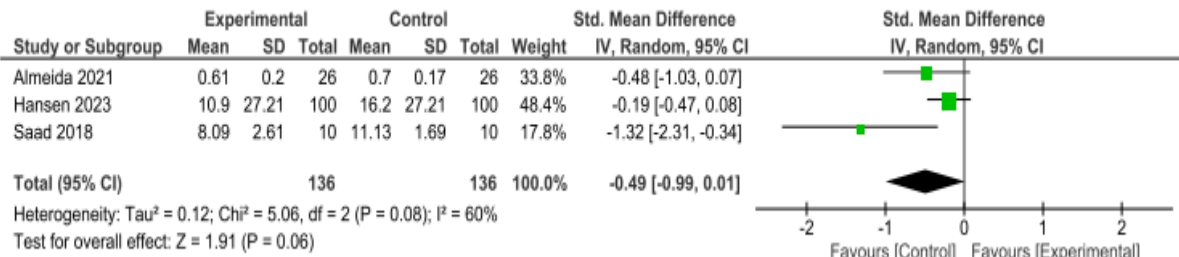 Experimental Control Std. Mean Difference Std. Mean Difference
Study or Subgroup Mean SD Total Mean SD Total Weight IV, Random, 95% CI IV, Random, 95% CI
Almeida 2021 0.61 0.2 26 0.7 0.17 26 33.8% -0.48 [-1.03, 0.07]
Hansen 2023 10.9 27.21 100 16.2 27.21 100 48.4% -0.19 [-0.47, 0.08]
Saad 2018 8.09 2.61 10 11.13 1.69 10 17.8% -1.32 [-2.31, -0.34]
Total (95% CI) 136 136 100.0% -0.49 [-0.99, 0.01]
Heterogeneity: Tau² = 0.12; Chi² = 5.06, df = 2 (P = 0.08); I² = 60%
Test for overall effect: Z = 1.91 (P = 0.06)
-2 -1 0 1 2
Favours [Control] Favours [Experimental]